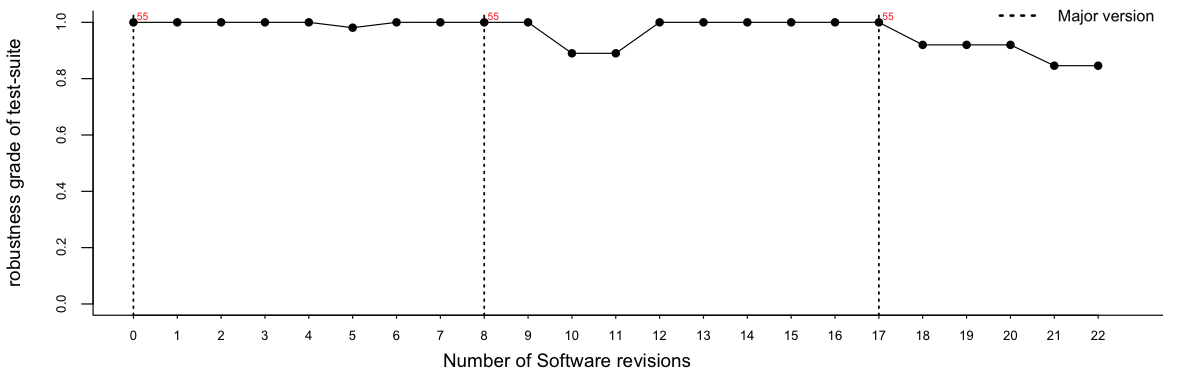 55 55 55
Major version
robustness grade of test-suite
1.0
0.8
0.6
0.4
0.2
0.0
0 1 2 3 4 5 6 7 8 9 10 11 12 13 14 15 16 17 18 19 20 21 22
Number of Software revisions